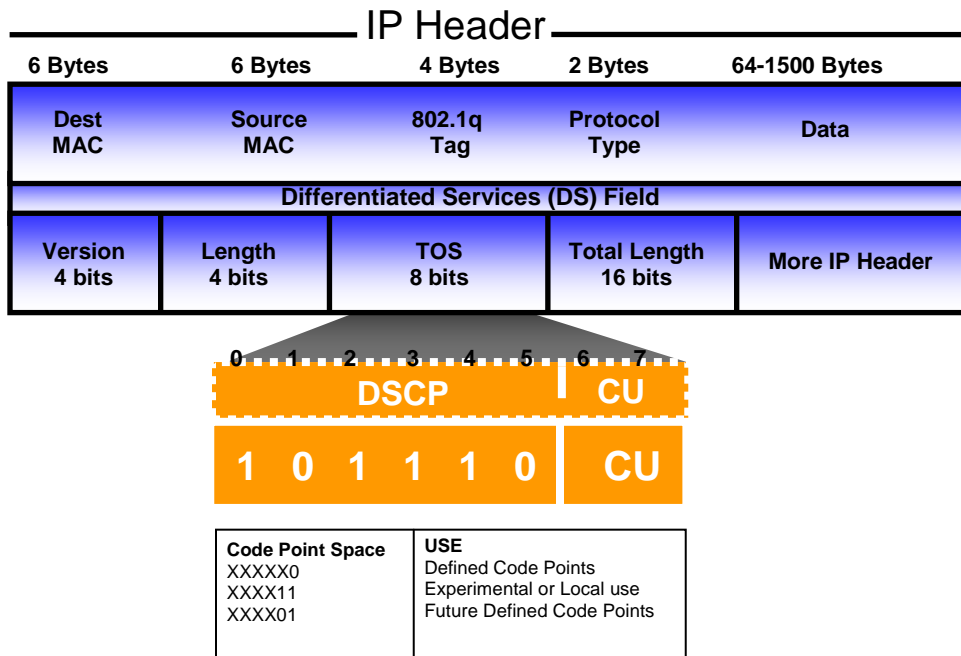 IP Header
6 Bytes 6 Bytes 4 Bytes 2 Bytes 64-1500 Bytes
Dest MAC Source MAC 802.1q Tag Protocol Type Data
Differentiated Services (DS) Field
Version 4 bits Length 4 bits TOS 8 bits Total Length 16 bits More IP Header
0 1 2 3 4 5 6 7
DSCP CU
1 0 1 1 1 0 CU
Code Point Space USE
XXXXX0 Defined Code Points
XXXX11 Experimental or Local use
XXXX01 Future Defined Code Points